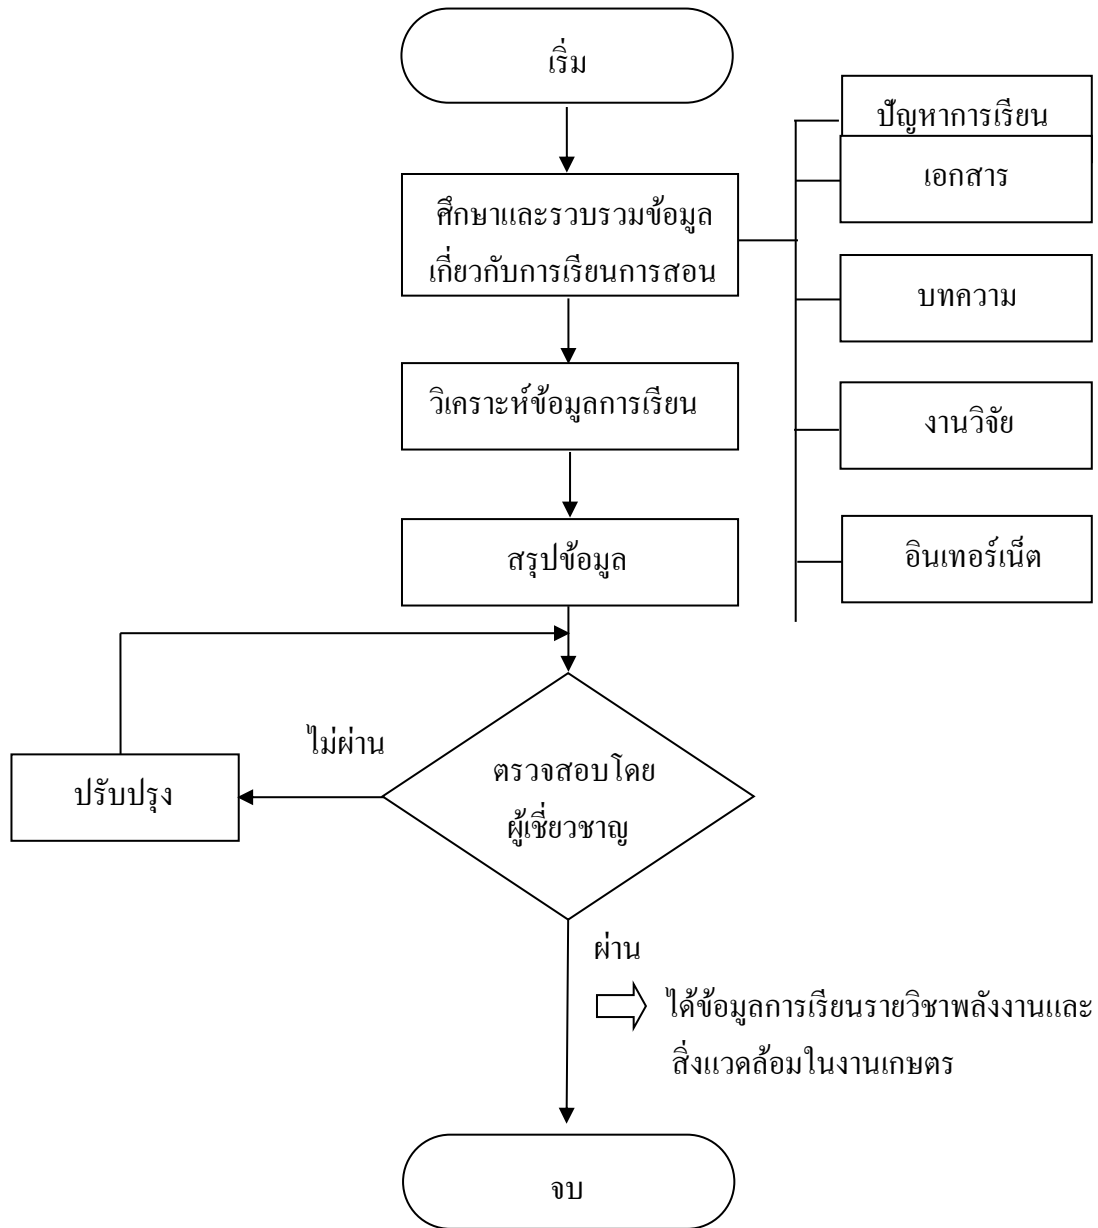 เริ่ม
ศึกษาและรวบรวมข้อมูล
เกี่ยวกับการเรียนการสอน
ปัญหาการเรียน
เอกสาร
บทความ
งานวิจัย
อินเทอร์เน็ต
วิเคราะห์ข้อมูลการเรียน
สรุปข้อมูล
ตรวจสอบโดย
ผู้เชี่ยวชาญ
ไม่ผ่าน
ปรับปรุง
ผ่าน
ได้ข้อมูลการเรียนรายวิชาพลังงานและ
สิ่งแวดล้อมในงานเกษตร
จบ